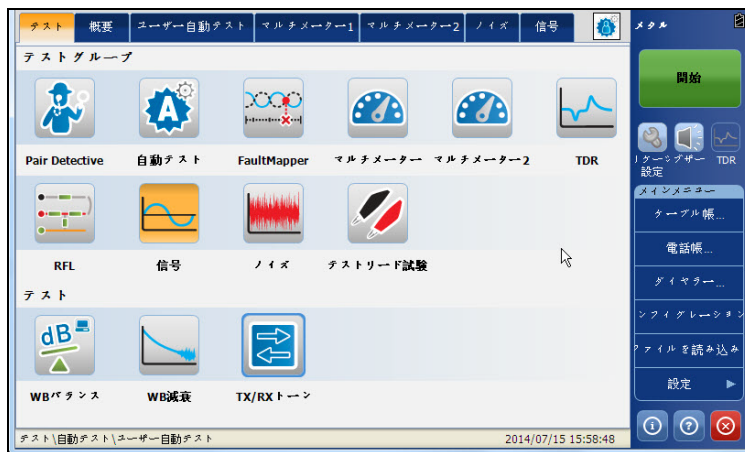 テスト 概要 ユーザー自動テスト マルチメーター1 マルチメーター2 ノイズ 信号
メタル
テストグループ
開始
Pair Detective 自動テスト FaultMapper マルチメーター マルチメーター2 TDR
RFL 信号 ノイズ テストリード試験
テスト
dB
WBバランス WB減衰 TX/RXトーン
テスト\自動テスト\ユーザー自動テスト
2014/07/15 15:58:48
ブザー TDR
設定
メインメニュー
ケーブル帳...
電話帳...
ダイヤラー...
ンフィグレーション
ファイルを読み込み
設定